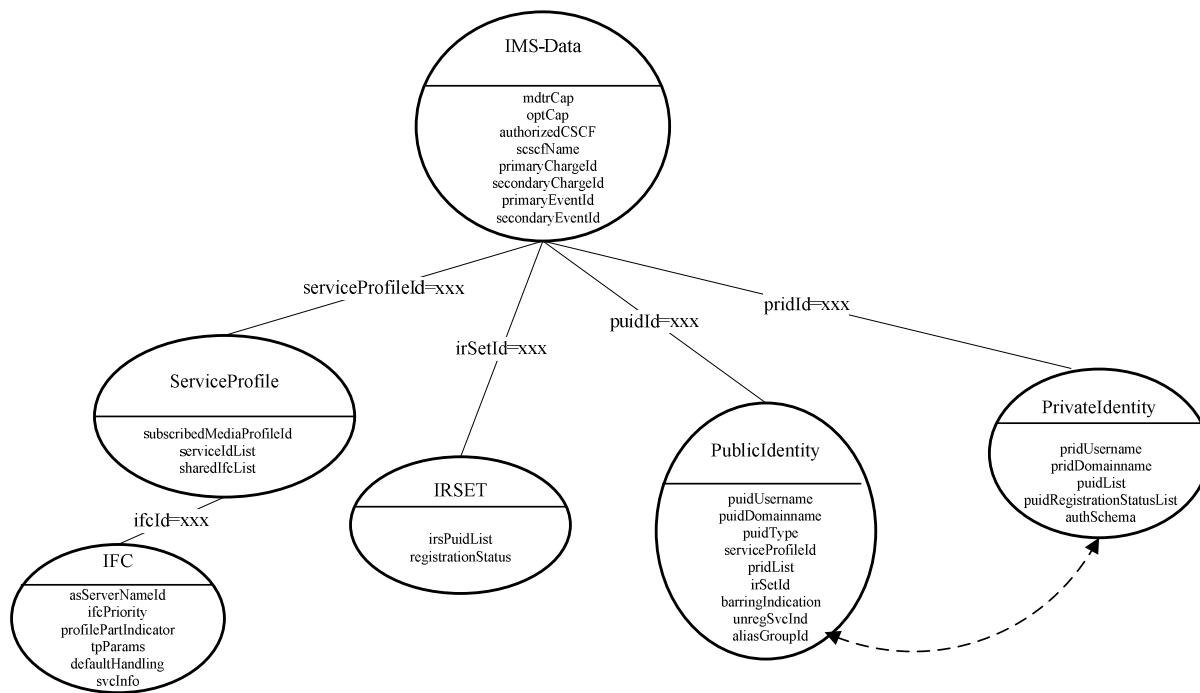 IMS-Data
mdtrCap
optCap
authorizedCSCF
scscfName
primaryChargeId
secondaryChargeId
primaryEventId
secondaryEventId
serviceProfileId=xxx
irSetId=xxx
puidId=xxx
pridId=xxx
ServiceProfile
subscribedMediaProfileId
serviceIdList
sharedIfcList
ifcId=xxx
IFC
asServerNameId
ifcPriority
profilePartIndicator
tpParams
defaultHandling
svcInfo
IRSET
irsPuidList
registrationStatus
PublicIdentity
puidUsername
puidDomainname
puidType
serviceProfileId
pridList
irSetId
barringIndication
unregSvcInd
aliasGroupId
PrivateIdentity
pridUsername
pridDomainname
puidList
puidRegistrationStatusList
authSchema